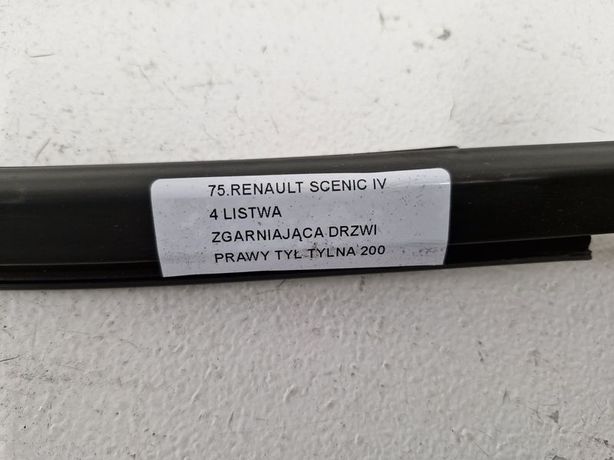 75.RENAULT SCENIC IV
4 LISTWA
ZGARNIAJĄCA DRZWI
PRAWY TYŁ TYLNA 200